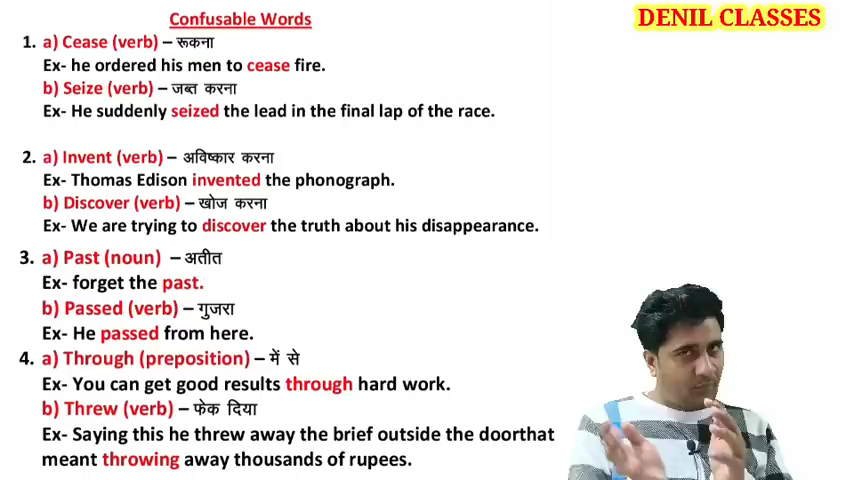 Confusable Words
DENIL CLASSES
1. a) Cease (verb) – रूकना
Ex- he ordered his men to cease fire.
b) Seize (verb) – जब्त करना
Ex- He suddenly seized the lead in the final lap of the race.
2. a) Invent (verb) – अविष्कार करना
Ex- Thomas Edison invented the phonograph.
b) Discover (verb) – खोज करना
Ex- We are trying to discover the truth about his disappearance.
3. a) Past (noun) – अतीत
Ex- forget the past.
b) Passed (verb) – गुजरा
Ex- He passed from here.
4. a) Through (preposition) – में से
Ex- You can get good results through hard work.
b) Threw (verb) – फेक दिया
Ex- Saying this he threw away the brief outside the doorthat
meant throwing away thousands of rupees.